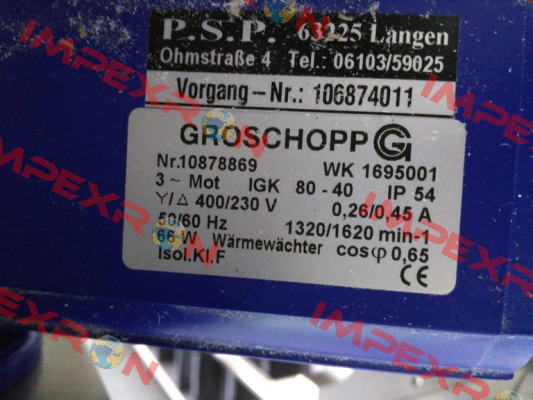 P.S.P. 63225 Langen
Ohmstraße 4 Tel.: 06103/59025
Vorgang – Nr.: 106874011
GROSCHOPP G
Nr.10878869 WK 1695001
3 ~ Mot IGK 80 - 40 IP 54
Y/△ 400/230 V 0,26/0,45 A
50/60 Hz 1320/1620 min-1
66 W Wärmewächter cosφ 0,65
Isol.Kl.F CE
IMPEXRON
IMPEXRON
IMPEXRON
IMPEXRON
IMPEXRON